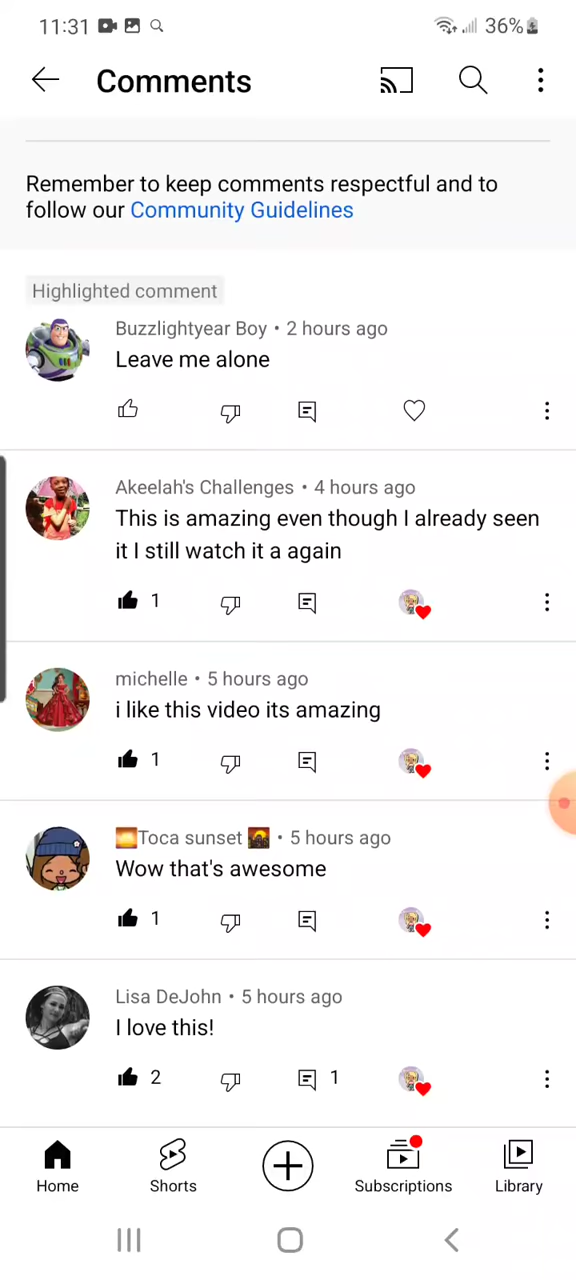 11:31 36%
Comments
Remember to keep comments respectful and to
follow our Community Guidelines
Highlighted comment
Buzzlightyear Boy • 2 hours ago
Leave me alone
Akeelah's Challenges • 4 hours ago
This is amazing even though I already seen
it I still watch it a again
1
michelle • 5 hours ago
i like this video its amazing
1
🌅Toca sunset 🌇 • 5 hours ago
Wow that's awesome
1
Lisa DeJohn • 5 hours ago
I love this!
2 1
Home Shorts Subscriptions Library